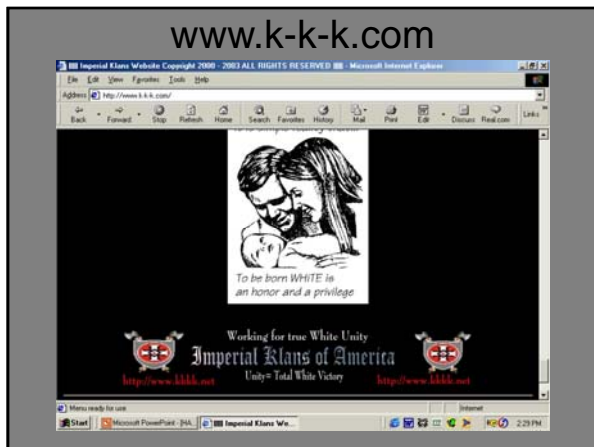 www.k-k-k.com
Imperial Klans Website Copyright 2000 - 2003 ALL RIGHTS RESERVED - Microsoft Internet Explorer
File Edit View Favorites Tools Help
Address http://www.k-k-k.com/
Back Forward Stop Refresh Home Search Favorites History Mail Print Edit Discuss Real.com Links
To be born WHITE is
an honor and a privilege
Working for true White Unity
Imperial Klans of America
Unity= Total White Victory
http://www.kkkk.net http://www.kkkk.net
Menu ready for use Internet
Start Microsoft PowerPoint - [HA... Imperial Klans We... 2:29 PM